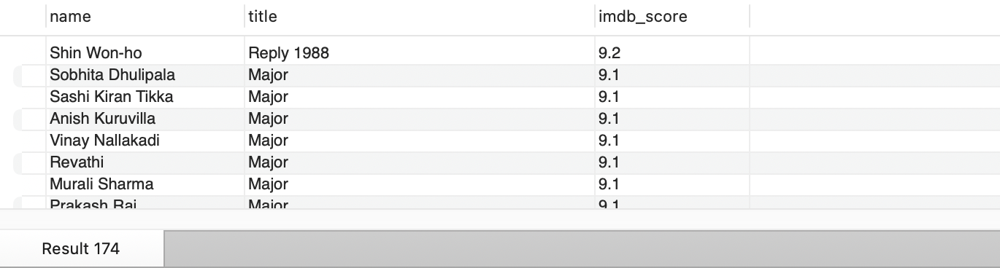 name title imdb_score
Shin Won-ho Reply 1988 9.2
Sobhita Dhulipala Major 9.1
Sashi Kiran Tikka Major 9.1
Anish Kuruvilla Major 9.1
Vinay Nallakadi Major 9.1
Revathi Major 9.1
Murali Sharma Major 9.1
Prakash Raj Major 9.1
Result 174